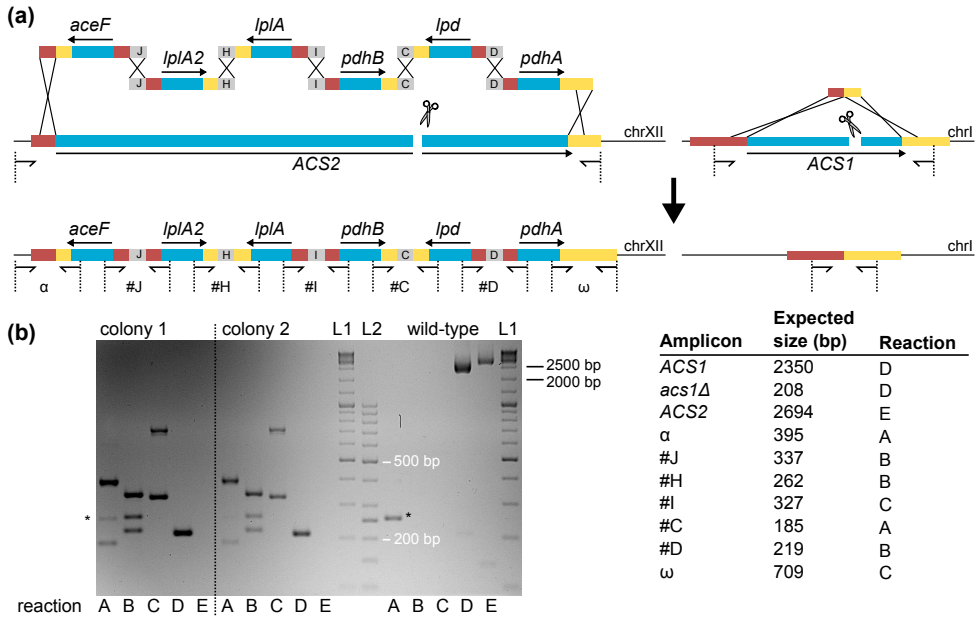 (a)
aceF
lplA
lpd
J
H
I
C
D
lplA2
pdhB
pdhA
J
H
I
C
D
chrXII
chrI
ACS2
ACS1
aceF
lplA2
lplA
pdhB
lpd
pdhA
chrXII
chrI
J
H
I
C
D
α
#J
#H
#I
#C
#D
ω
(b)
colony 1
colony 2
L1
L2
wild-type
L1
2500 bp
2000 bp
500 bp
*
*
200 bp
reaction
A
B
C
D
E
A
B
C
D
E
A
B
C
D
E
Amplicon Expected size (bp) Reaction
ACS1 2350 D
acs1Δ 208 D
ACS2 2694 E
α 395 A
#J 337 B
#H 262 B
#I 327 C
#C 185 A
#D 219 B
ω 709 C